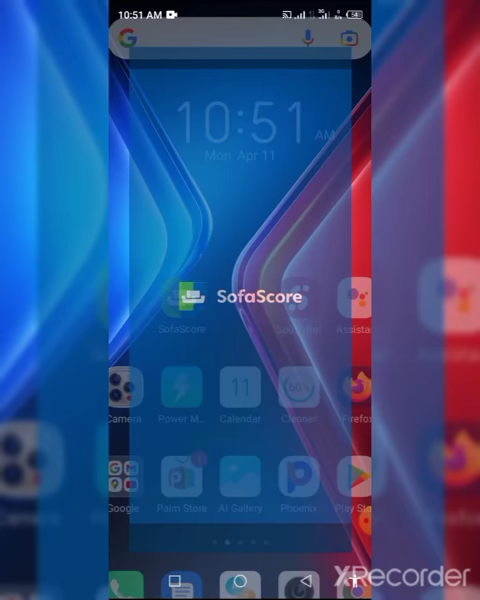 10:51 AM
10:51 AM
Mon, Apr 11
SofaScore
SofaScore
Assista
Camera
Power M...
Calendar
11
Cleaner
Firefox
Google
Palm Store
AI Gallery
Phoenix
Play Sto
XRecorder